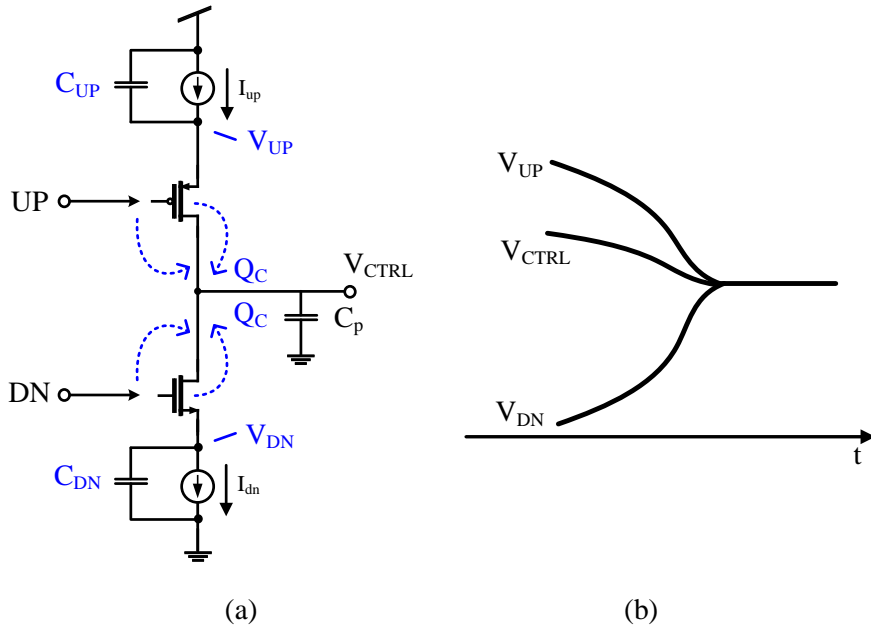 C_UP
I_up
V_UP
UP
Q_C
V_CTRL
Q_C
C_p
DN
V_DN
C_DN
I_dn
(a)
V_UP
V_CTRL
V_DN
t
(b)